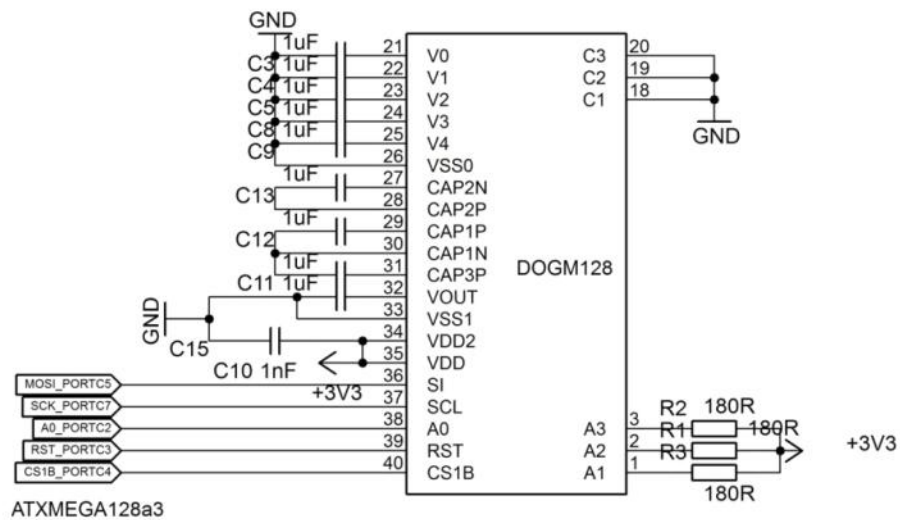 GND
1uF 21 V0 C3 20
C3 1uF 22 V1 C2 19
C4 1uF 23 V2 C1 18
C5 1uF 24 V3
C8 1uF 25 V4 GND
C9 26 VSS0
1uF 27 CAP2N
C13 28 CAP2P
1uF 29 CAP1P
C12 30 CAP1N
1uF 31 CAP3P DOGM128
C11 1uF 32 VOUT
GND 33 VSS1
C15 34 VDD2
C10 1nF 35 VDD
+3V3
MOSI_PORTC5 36 SI
SCK_PORTC7 37 SCL
A0_PORTC2 38 A0 A3 3 R2 180R
RST_PORTC3 39 RST A2 2 R1 180R +3V3
CS1B_PORTC4 40 CS1B A1 1 R3 180R
ATXMEGA128a3